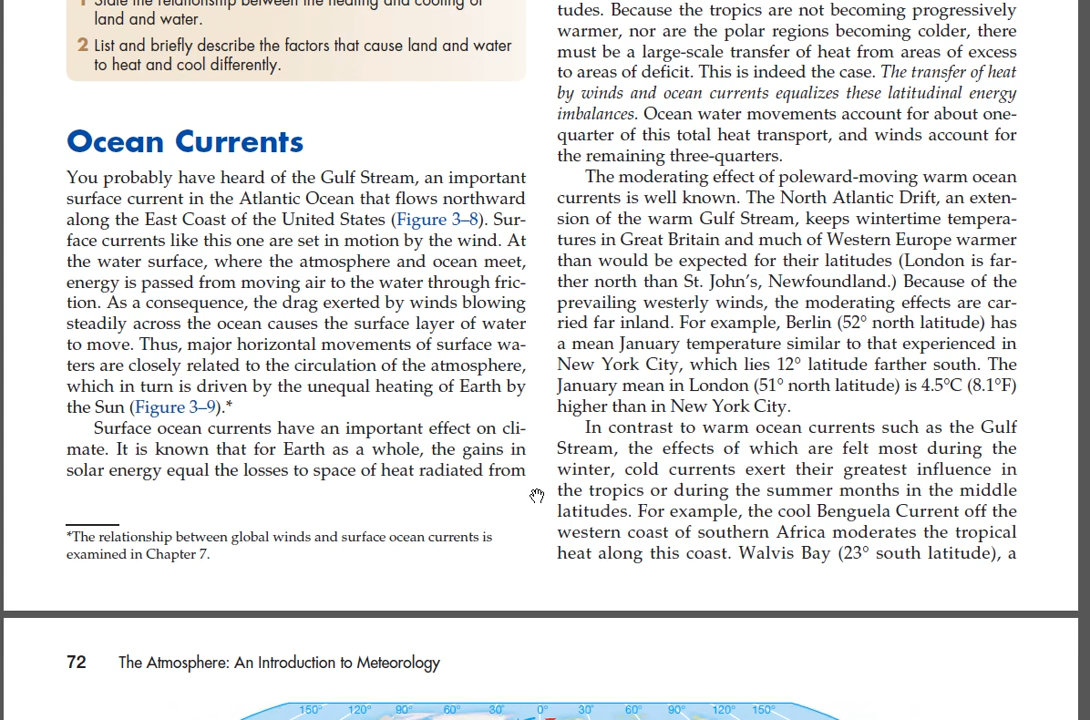 1 State the relationship between the heating and cooling of
land and water.
2 List and briefly describe the factors that cause land and water
to heat and cool differently.
Ocean Currents
You probably have heard of the Gulf Stream, an important
surface current in the Atlantic Ocean that flows northward
along the East Coast of the United States (Figure 3–8). Sur-
face currents like this one are set in motion by the wind. At
the water surface, where the atmosphere and ocean meet,
energy is passed from moving air to the water through fric-
tion. As a consequence, the drag exerted by winds blowing
steadily across the ocean causes the surface layer of water
to move. Thus, major horizontal movements of surface wa-
ters are closely related to the circulation of the atmosphere,
which in turn is driven by the unequal heating of Earth by
the Sun (Figure 3–9).*
Surface ocean currents have an important effect on cli-
mate. It is known that for Earth as a whole, the gains in
solar energy equal the losses to space of heat radiated from
*The relationship between global winds and surface ocean currents is
examined in Chapter 7.
tudes. Because the tropics are not becoming progressively
warmer, nor are the polar regions becoming colder, there
must be a large-scale transfer of heat from areas of excess
to areas of deficit. This is indeed the case. The transfer of heat
by winds and ocean currents equalizes these latitudinal energy
imbalances. Ocean water movements account for about one-
quarter of this total heat transport, and winds account for
the remaining three-quarters.
The moderating effect of poleward-moving warm ocean
currents is well known. The North Atlantic Drift, an exten-
sion of the warm Gulf Stream, keeps wintertime tempera-
tures in Great Britain and much of Western Europe warmer
than would be expected for their latitudes (London is far-
ther north than St. John's, Newfoundland.) Because of the
prevailing westerly winds, the moderating effects are car-
ried far inland. For example, Berlin (52° north latitude) has
a mean January temperature similar to that experienced in
New York City, which lies 12° latitude farther south. The
January mean in London (51° north latitude) is 4.5°C (8.1°F)
higher than in New York City.
In contrast to warm ocean currents such as the Gulf
Stream, the effects of which are felt most during the
winter, cold currents exert their greatest influence in
the tropics or during the summer months in the middle
latitudes. For example, the cool Benguela Current off the
western coast of southern Africa moderates the tropical
heat along this coast. Walvis Bay (23° south latitude), a
72 The Atmosphere: An Introduction to Meteorology
150° 120° 90° 60° 30° 0° 30° 60° 90° 120° 150°